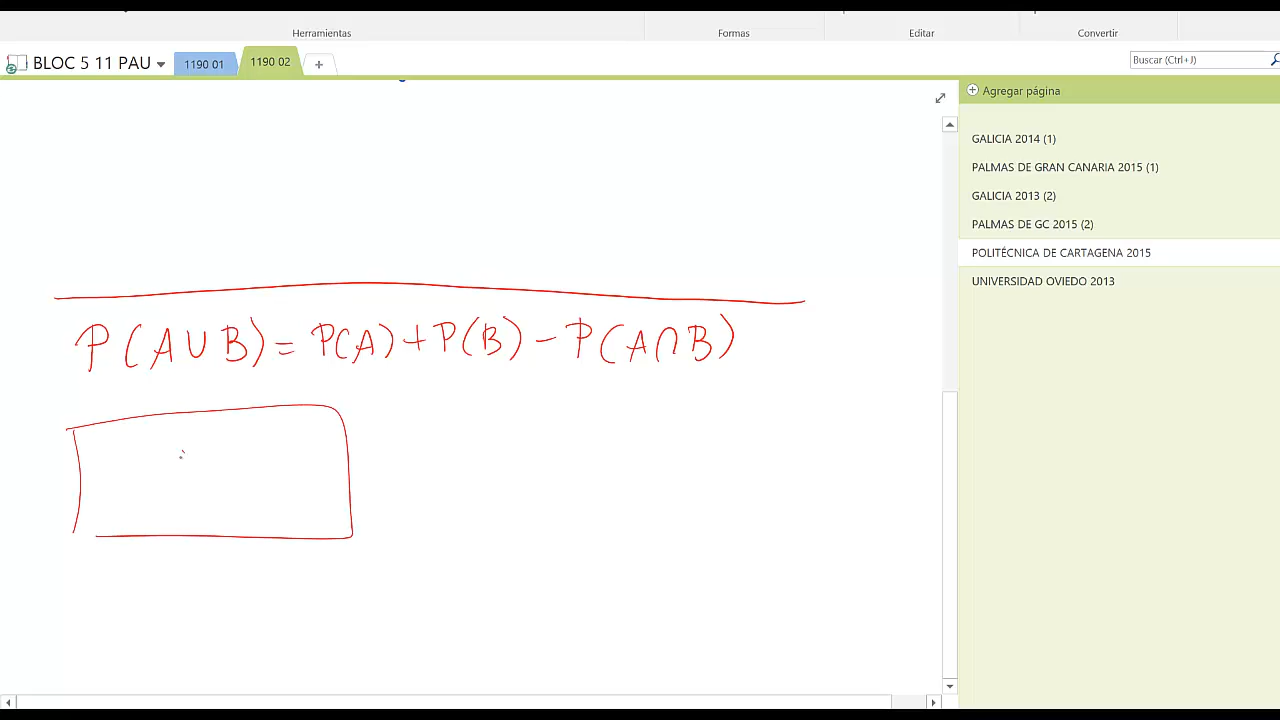 Herramientas
Formas
Editar
Convertir
BLOC 5 11 PAU
1190 01
1190 02
+
Buscar (Ctrl+J)
Agregar página
GALICIA 2014 (1)
PALMAS DE GRAN CANARIA 2015 (1)
GALICIA 2013 (2)
PALMAS DE GC 2015 (2)
POLITÉCNICA DE CARTAGENA 2015
UNIVERSIDAD OVIEDO 2013
P(A∪B) = P(A) + P(B) - P(A∩B)